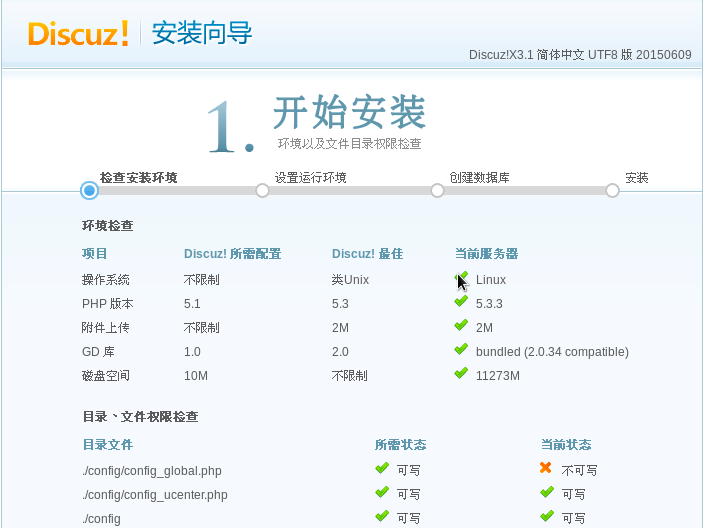 Discuz! 安装向导
Discuz!X3.1 简体中文 UTF8 版 20150609
1. 开始安装
环境以及文件目录权限检查
检查安装环境 设置运行环境 创建数据库 安装
环境检查
项目 Discuz! 所需配置 Discuz! 最佳 当前服务器
操作系统 不限制 类Unix Linux
PHP 版本 5.1 5.3 5.3.3
附件上传 不限制 2M 2M
GD 库 1.0 2.0 bundled (2.0.34 compatible)
磁盘空间 10M 不限制 11273M
目录、文件权限检查
目录文件 所需状态 当前状态
./config/config_global.php 可写 不可写
./config/config_ucenter.php 可写 可写
./config 可写 可写